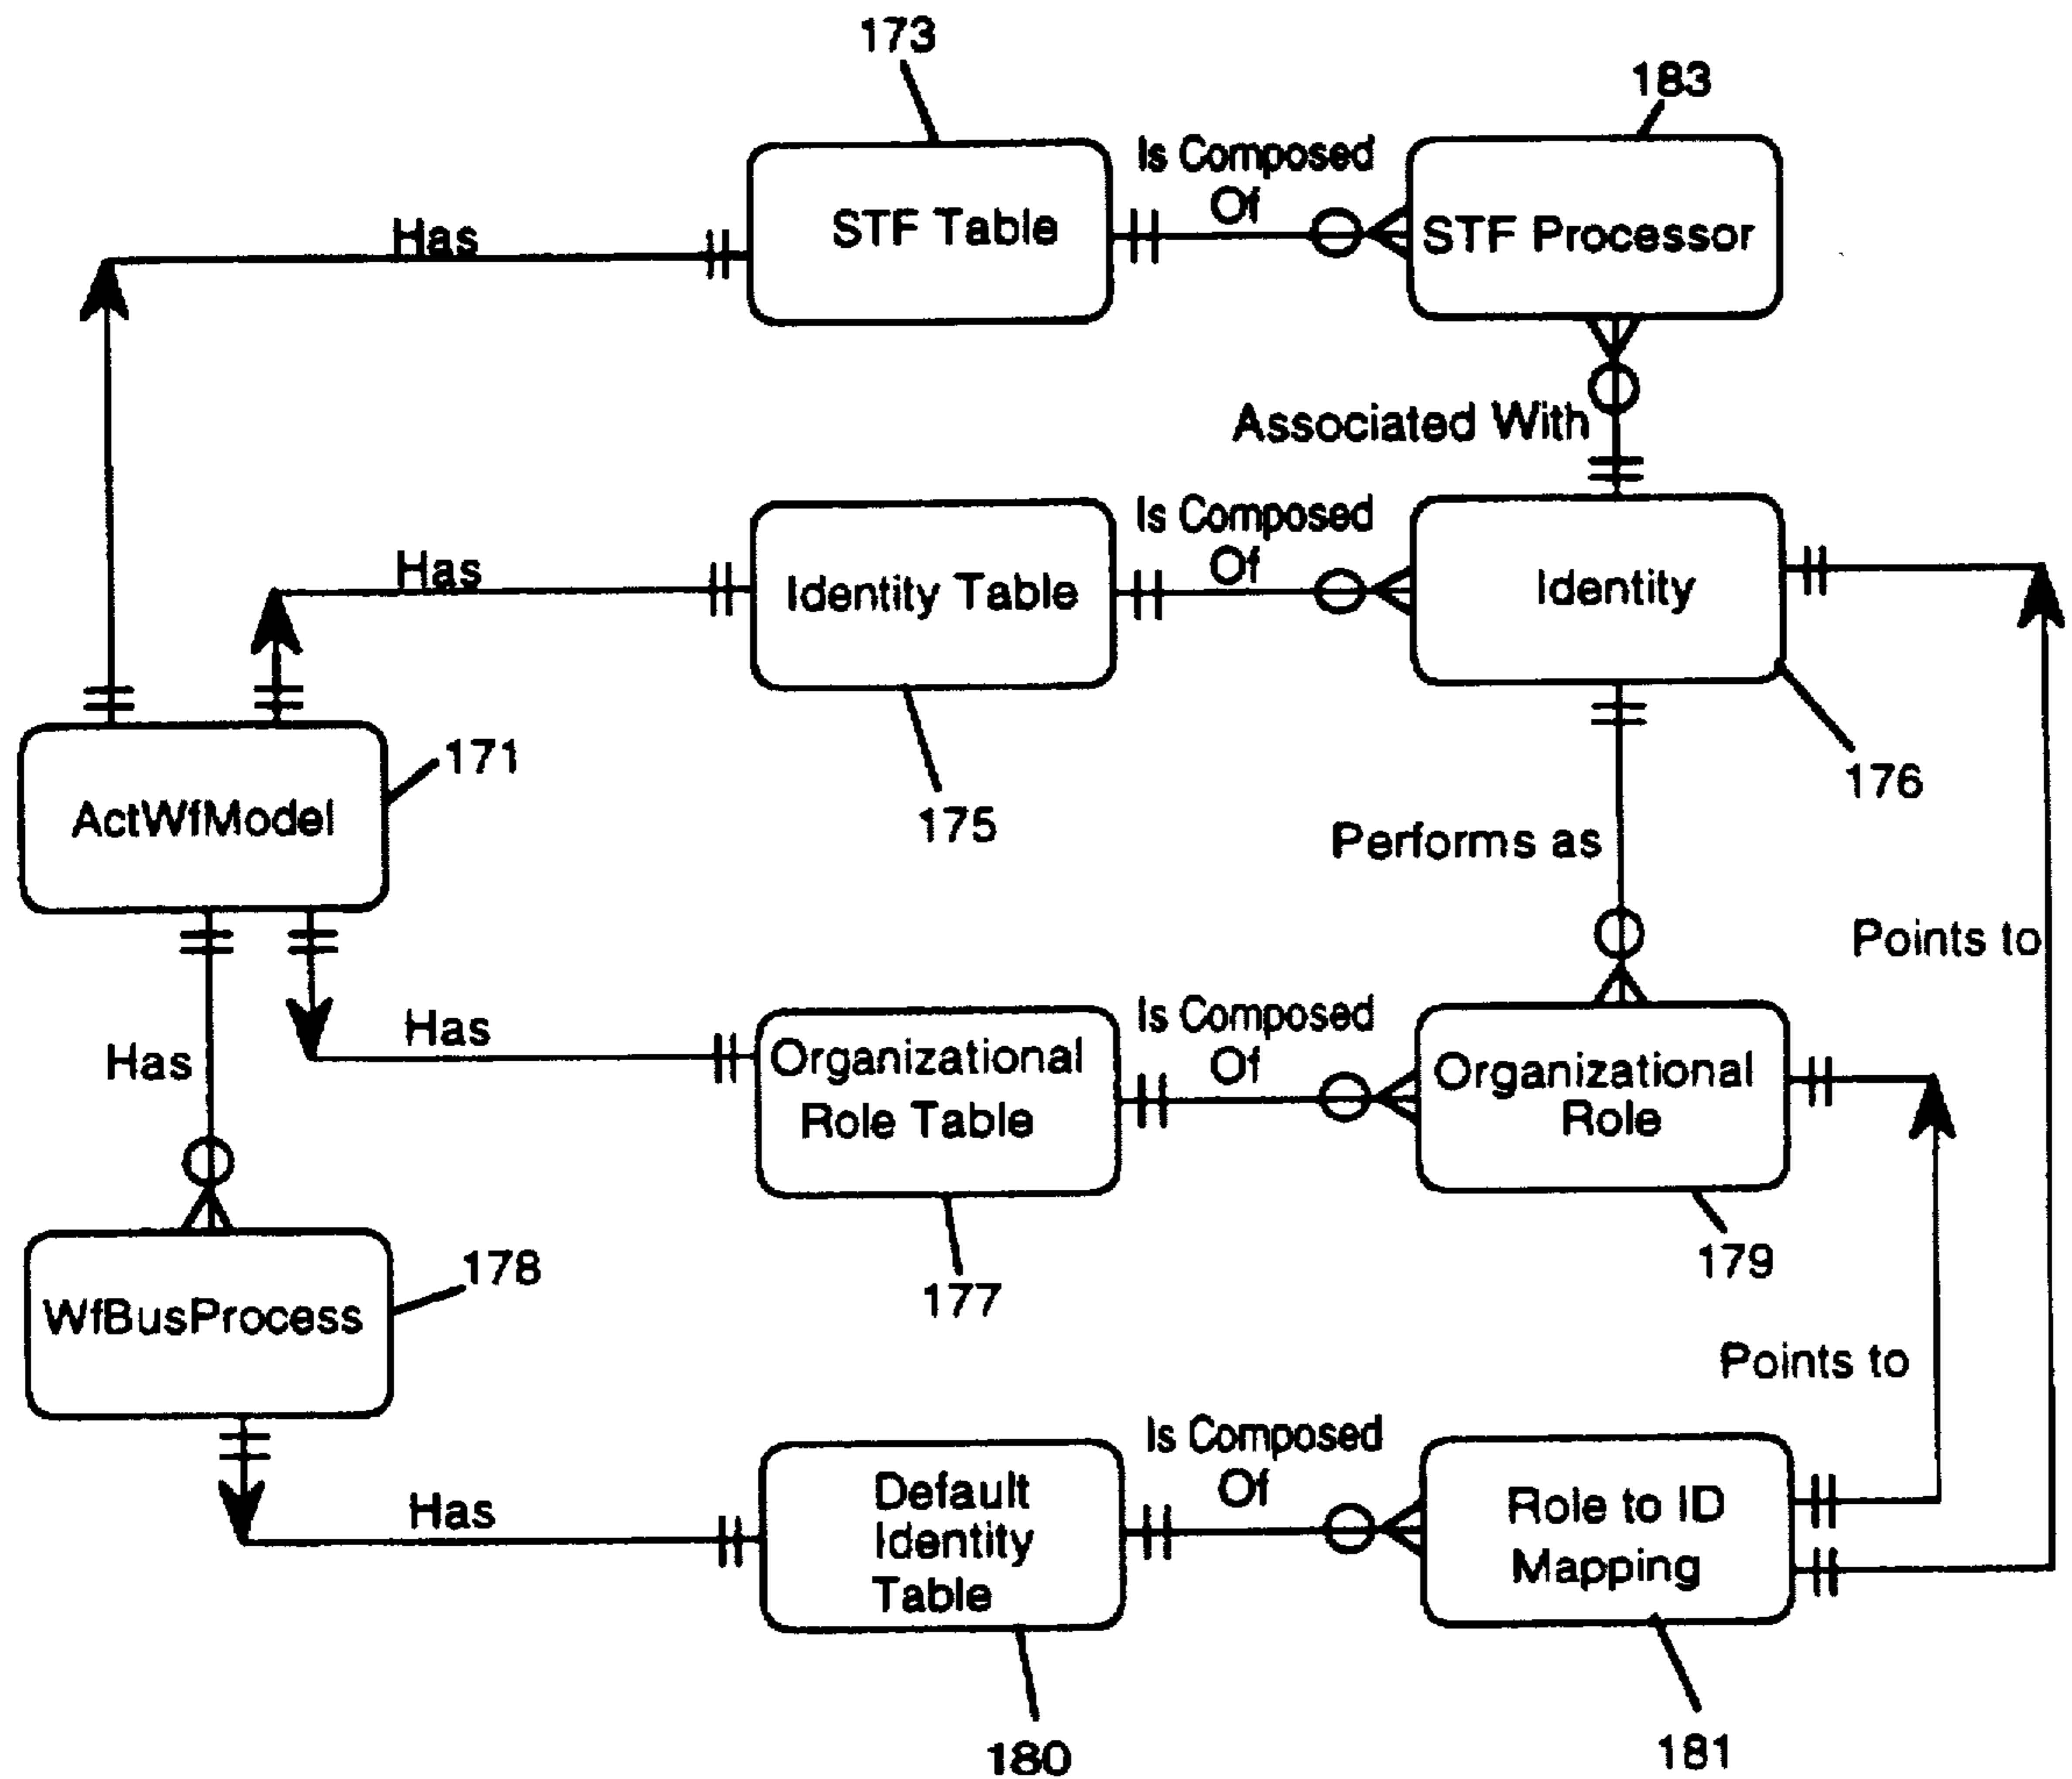 173
183
Is Composed
Of
STF Table
STF Processor
Has
Associated With
Is Composed
Of
Has
Identity Table
Identity
171
176
ActWfModel
175
Performs as
Points to
Is Composed
Of
Has
Has
Organizational
Role Table
Organizational
Role
178
179
177
WfBusProcess
Points to
Is Composed
Of
Has
Default
Identity
Table
Role to ID
Mapping
180
181